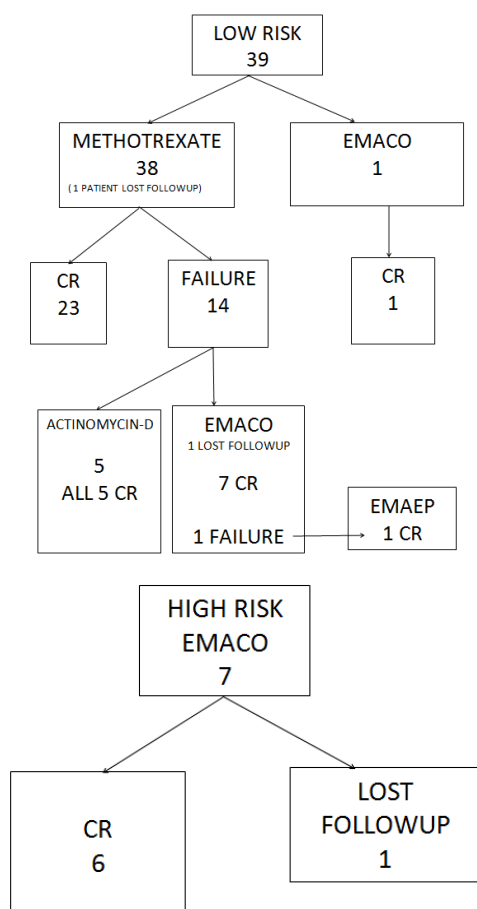 LOW RISK
39
METHOTREXATE
38
( 1 PATIENT LOST FOLLOWUP)
EMACO
1
CR
23
FAILURE
14
CR
1
ACTINOMYCIN-D
5
ALL 5 CR
EMACO
1 LOST FOLLOWUP
7 CR
1 FAILURE
EMAEP
1 CR
HIGH RISK
EMACO
7
CR
6
LOST
FOLLOWUP
1